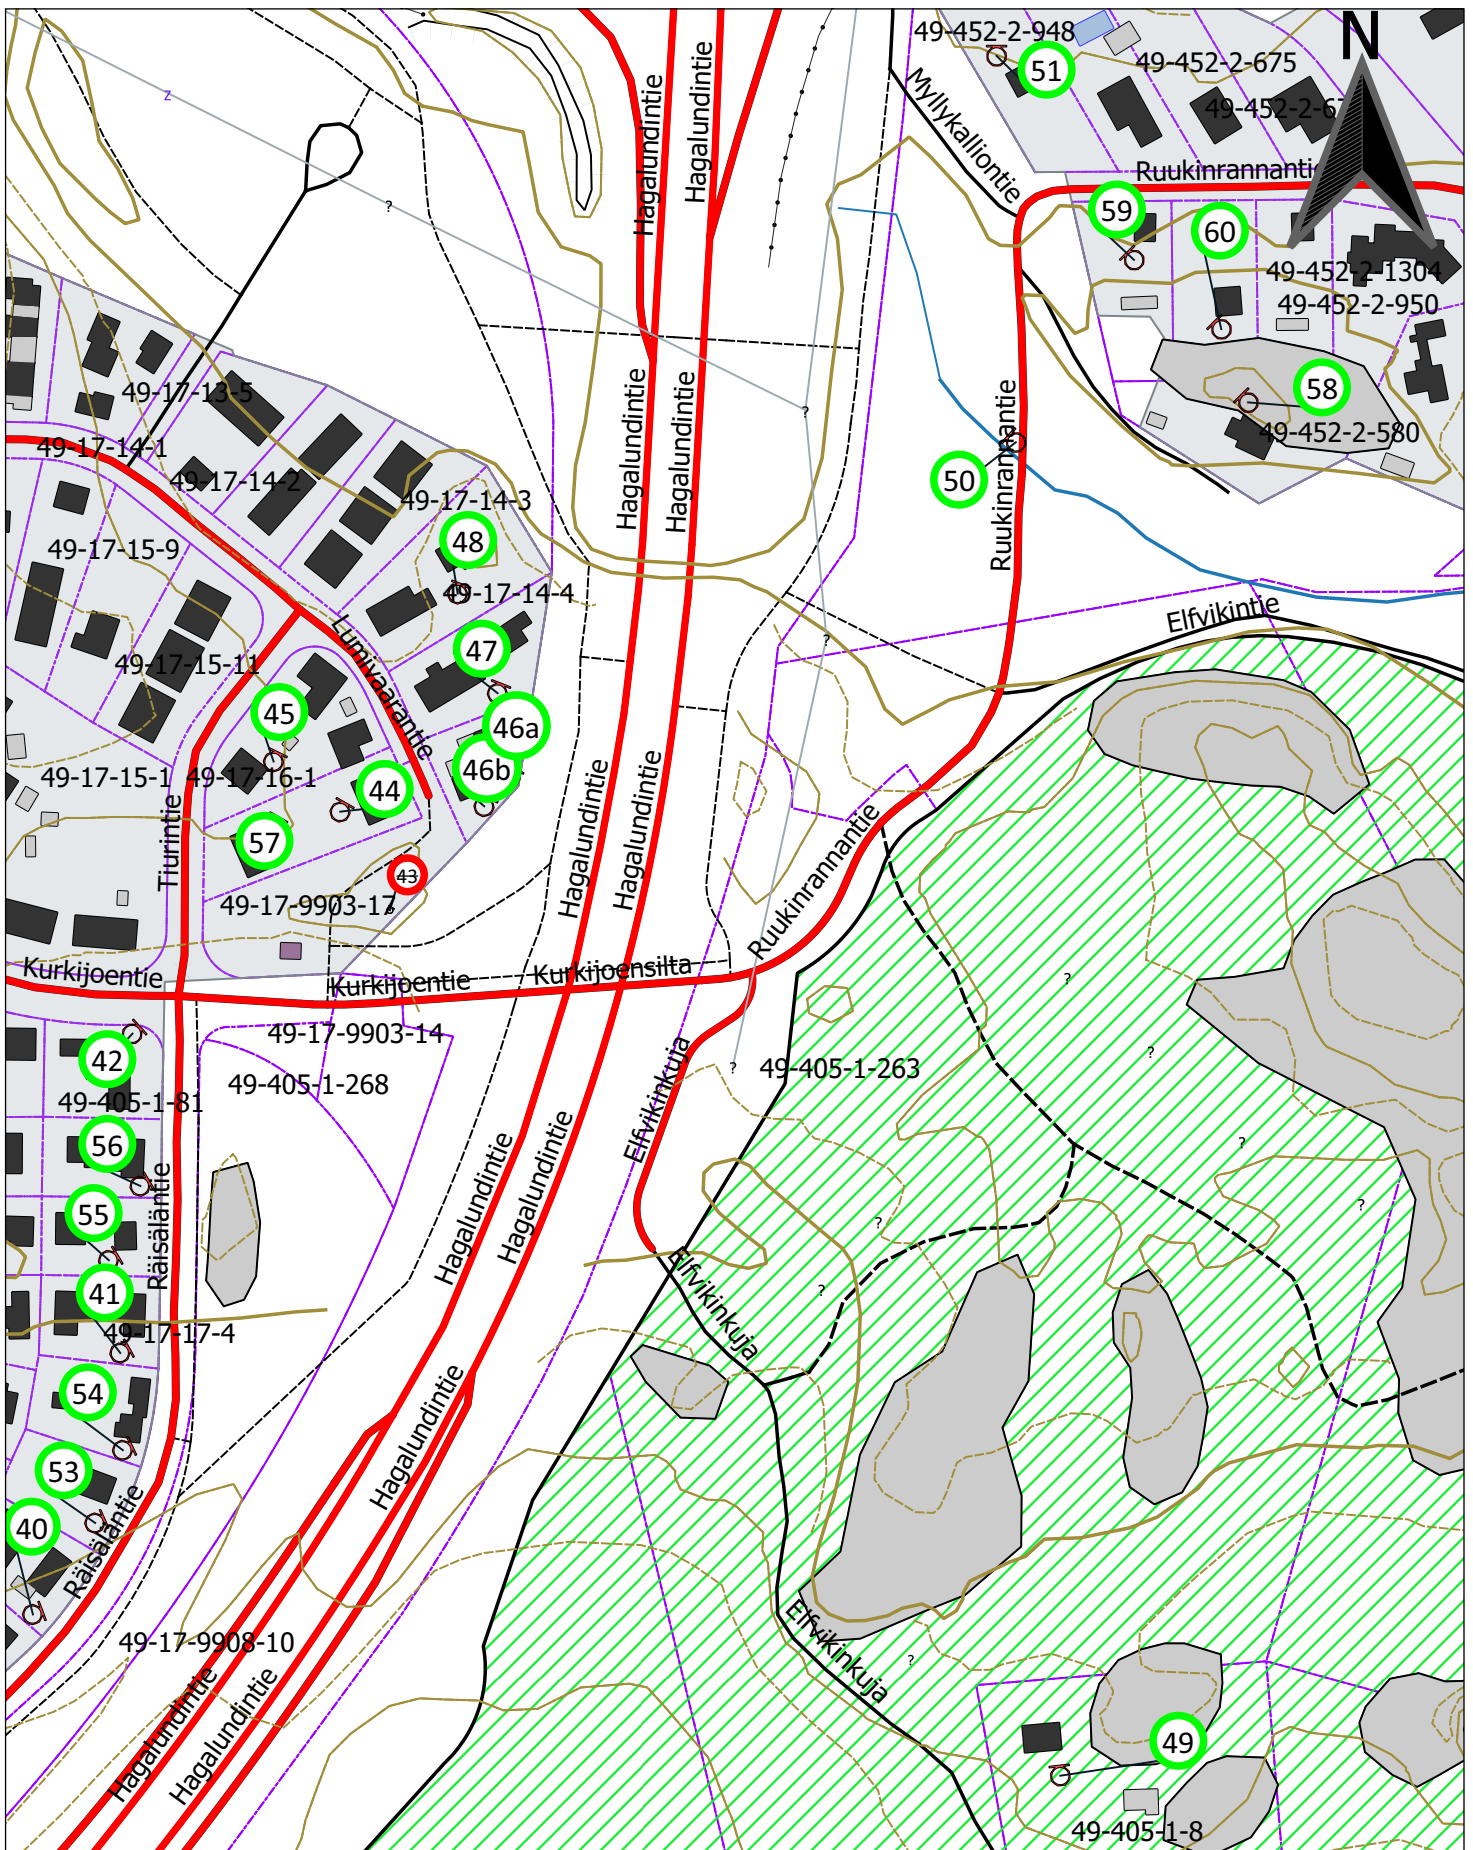 49-452-2-948
N
51
49-452-2-675
Z
Hagalundintie
Hagalundintie
Myllykalliontie
49-452-2-67
Ruukinrannantie
?
59
60
49-452-2-1304
49-452-2-950
49-17-13-5
Hagalundintie
Hagalundintie
?
Ruukinrannantie
58
49-452-2-580
49-17-14-1
49-17-14-2
49-17-14-3
50
48
49-17-15-9
49-17-14-4
Elfvikintie
Lumivaarantie
47
?
49-17-15-11
45
46a
46b
49-17-15-1
49-17-16-1
44
Hagalundintie
Hagalundintie
Tiurintie
57
Ruukinrannantie
43
49-17-9903-17
Kurkijoentie
Kurkijoentie
Kurkijoensilta
?
42
49-17-9903-14
49-405-1-268
Elfvikinkuja
?
49-405-1-263
?
49-405-1-81
56
Räisäläntie
Hagalundintie
Hagalundintie
?
55
?
?
41
?
Elfvikinkuja
49-17-17-4
54
Hagalundintie
53
40
Räisäläntie
Elfvikinkuja
49-17-9908-10
?
Hagalundintie
Hagalundintie
49
49-405-1-8